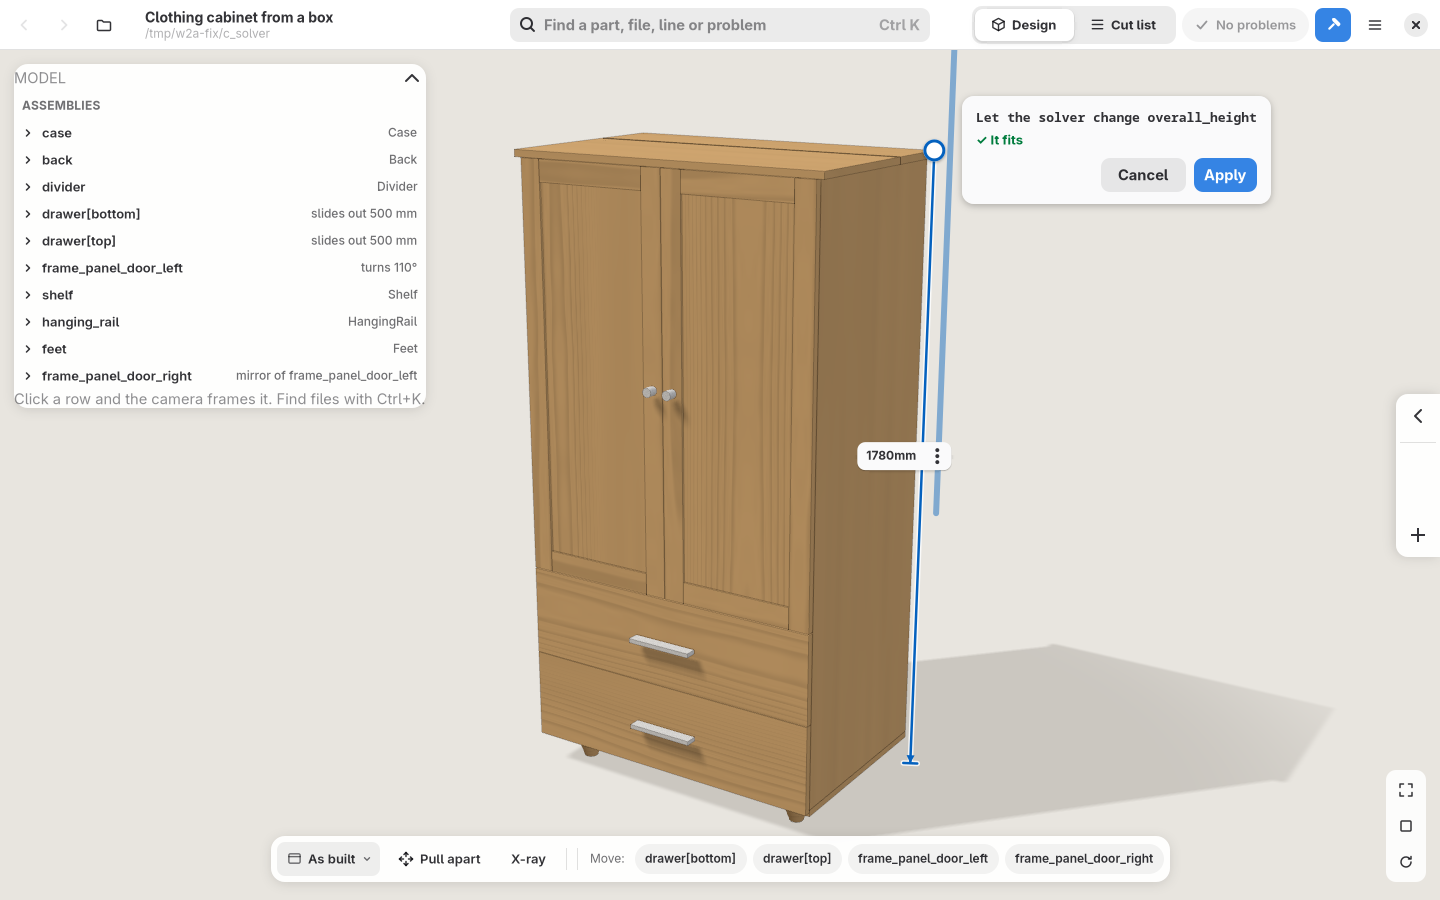 Clothing cabinet from a box
/tmp/w2a-fix/c_solver
Find a part, file, line or problem
Ctrl K
Design
Cut list
No problems
MODEL
ASSEMBLIES
case
Case
back
Back
divider
Divider
drawer[bottom]
slides out 500 mm
drawer[top]
slides out 500 mm
frame_panel_door_left
turns 110°
shelf
Shelf
hanging_rail
HangingRail
feet
Feet
frame_panel_door_right
mirror of frame_panel_door_left
Click a row and the camera frames it. Find files with Ctrl+K.
Let the solver change overall_height
It fits
Cancel
Apply
1780mm
As built
Pull apart
X-ray
Move:
drawer[bottom]
drawer[top]
frame_panel_door_left
frame_panel_door_right